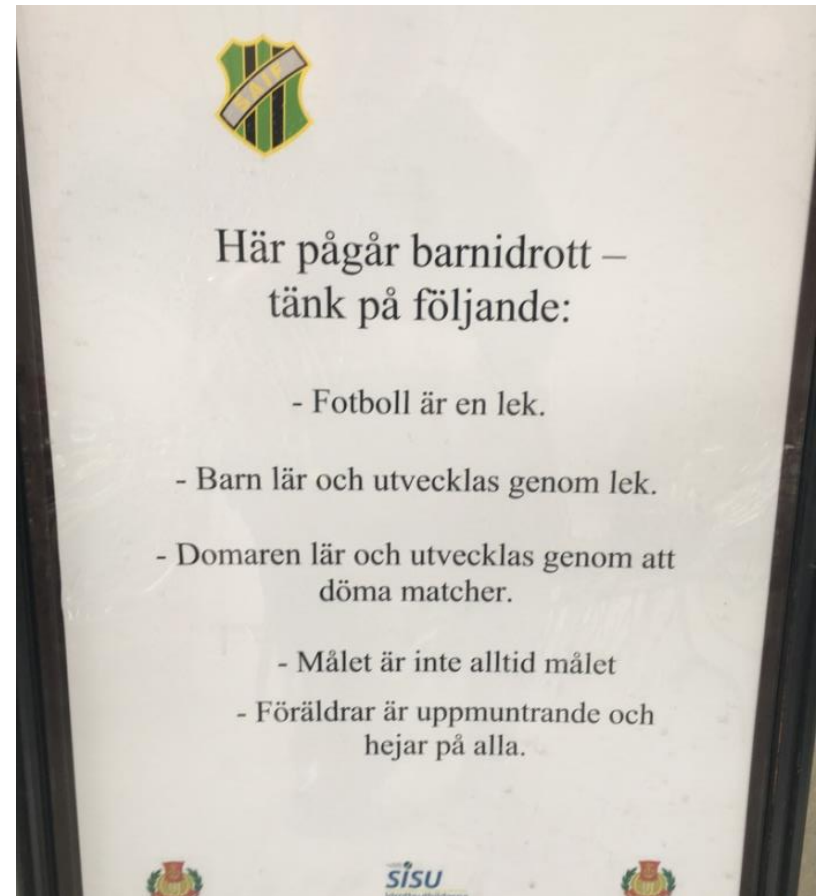 SAIF
Här pågår barnidrott –
tänk på följande:
- Fotboll är en lek.
- Barn lär och utvecklas genom lek.
- Domaren lär och utvecklas genom att
döma matcher.
- Målet är inte alltid målet
- Föräldrar är uppmuntrande och
hejar på alla.
sisu